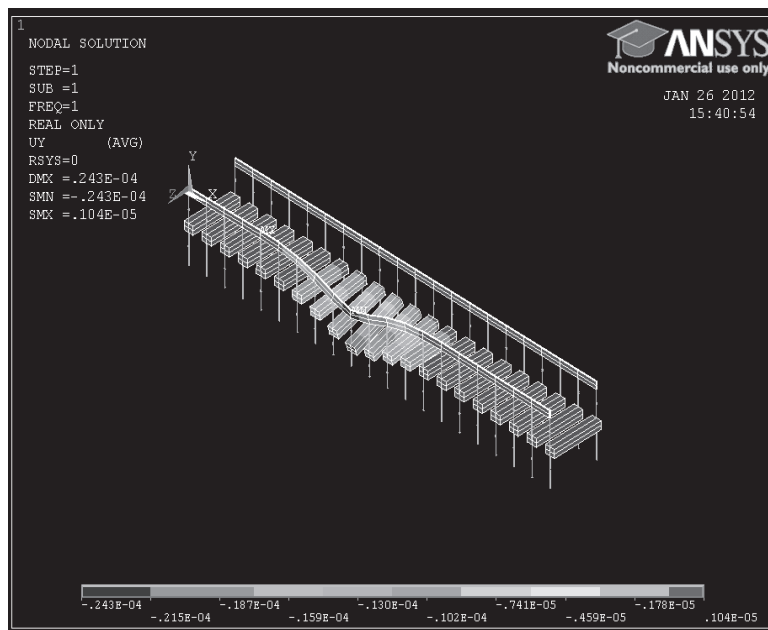 1
NODAL SOLUTION
STEP=1
SUB =1
FREQ=1
REAL ONLY
UY (AVG)
RSYS=0
DMX =.243E-04
SMN =-.243E-04
SMX =.104E-05
ANSYS
Noncommercial use only
JAN 26 2012
15:40:54
Y
Z X
-.243E-04 -.187E-04 -.130E-04 -.741E-05 -.178E-05
-.215E-04 -.159E-04 -.102E-04 -.459E-05 .104E-05